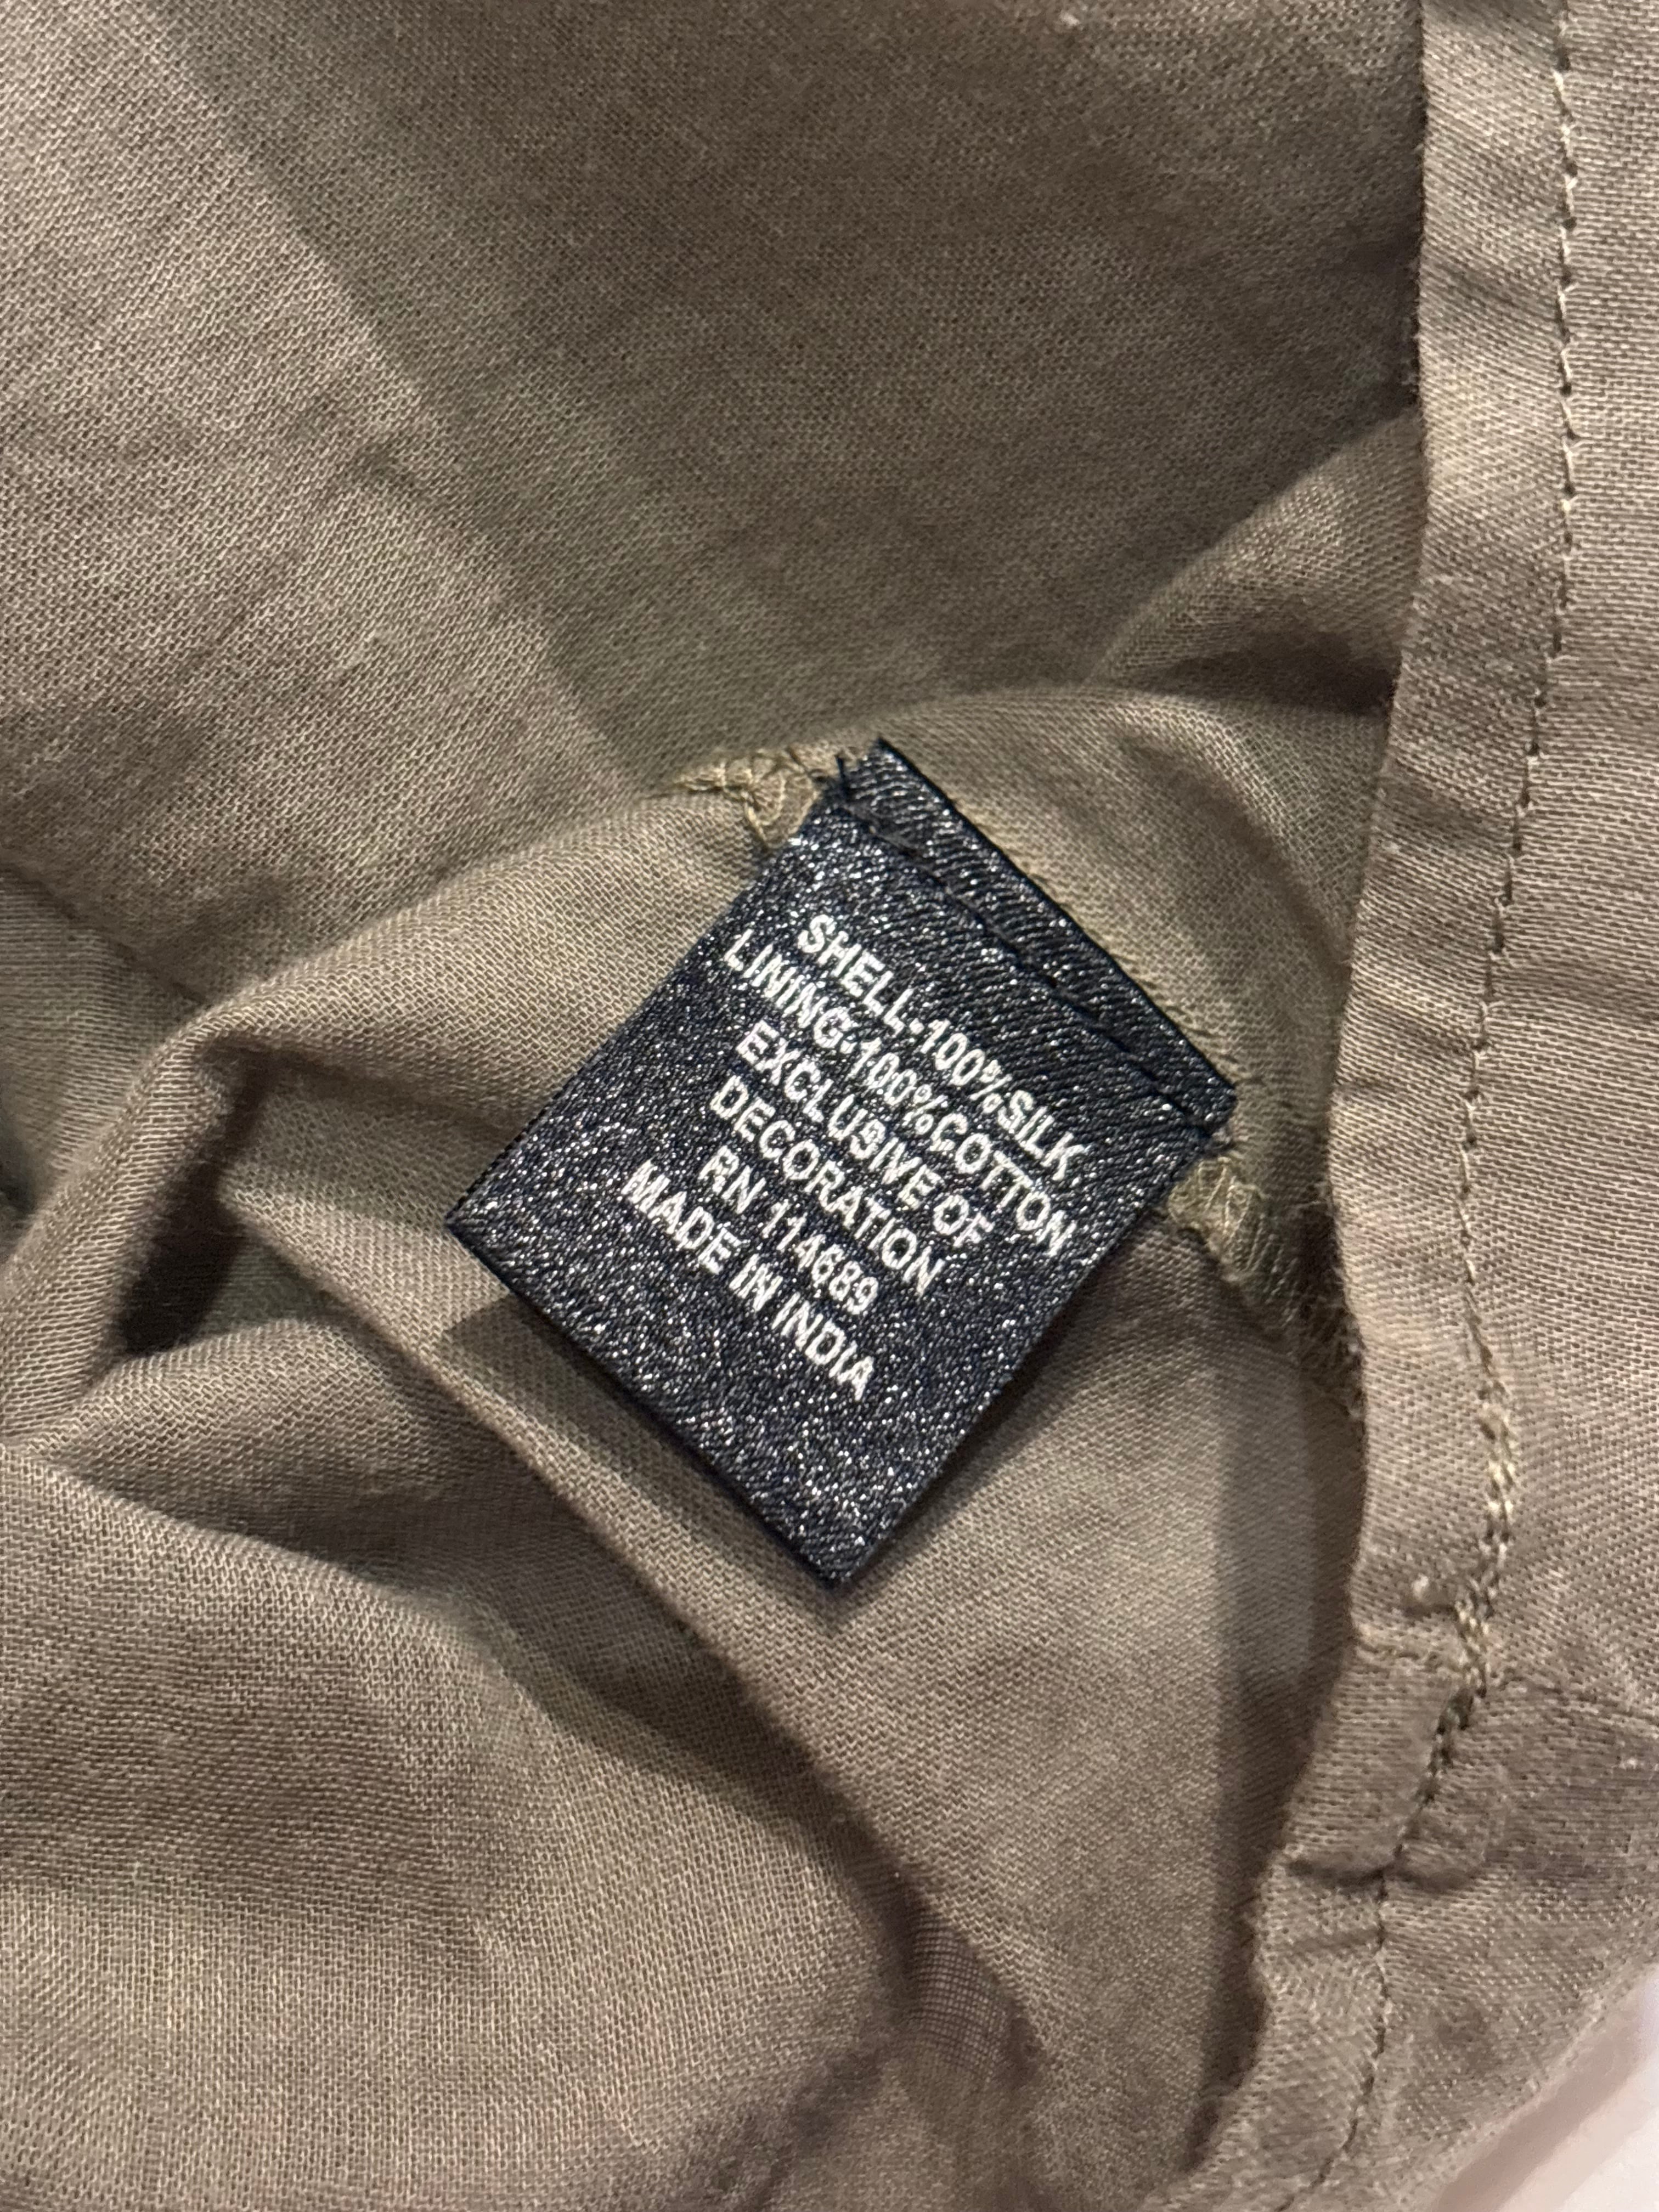 SHELL-100%SILK
LINING-100%COTTON
EXCLUSIVE OF
DECORATION
RN 114689
MADE IN INDIA